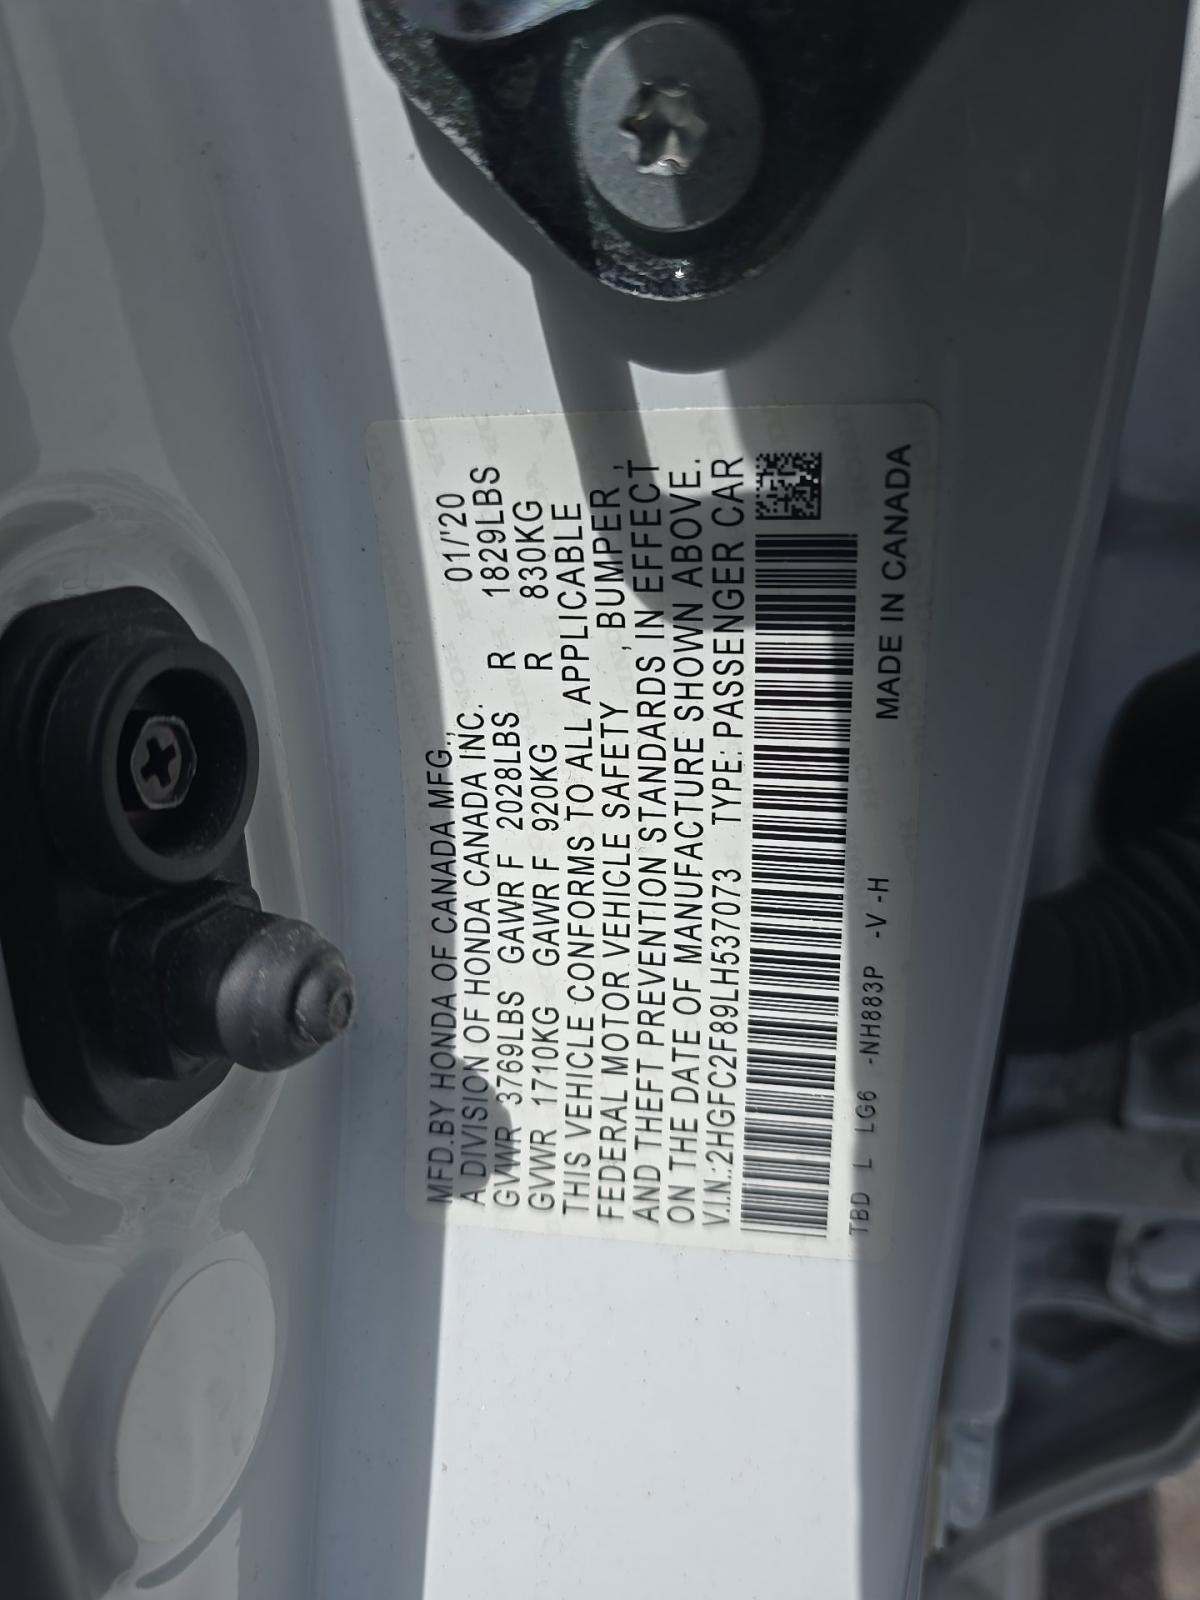 MFD.BY HONDA OF CANADA MFG., 01/'20
A DIVISION OF HONDA CANADA INC.
GVWR 3769LBS GAWR F 2028LBS R 1829LBS
GVWR 1710KG GAWR F 920KG R 830KG
THIS VEHICLE CONFORMS TO ALL APPLICABLE
FEDERAL MOTOR VEHICLE SAFETY, BUMPER,
AND THEFT PREVENTION STANDARDS, IN EFFECT
ON THE DATE OF MANUFACTURE SHOWN ABOVE.
V.I.N.:2HGFC2F89LH537073 TYPE: PASSENGER CAR
TBD L LG6 -NH883P -V -H MADE IN CANADA